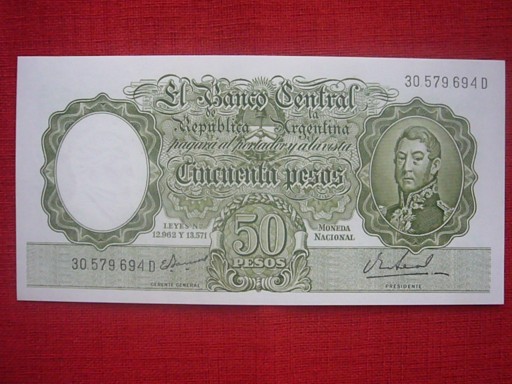 30 579 694 D
El Banco Central
de la
República Argentina
pagará al portador y a la vista
Cincuenta pesos
LEYES Nos.
12.962 Y 13.571
MONEDA
NACIONAL
50
PESOS
30 579 694 D
GERENTE GENERAL
PRESIDENTE